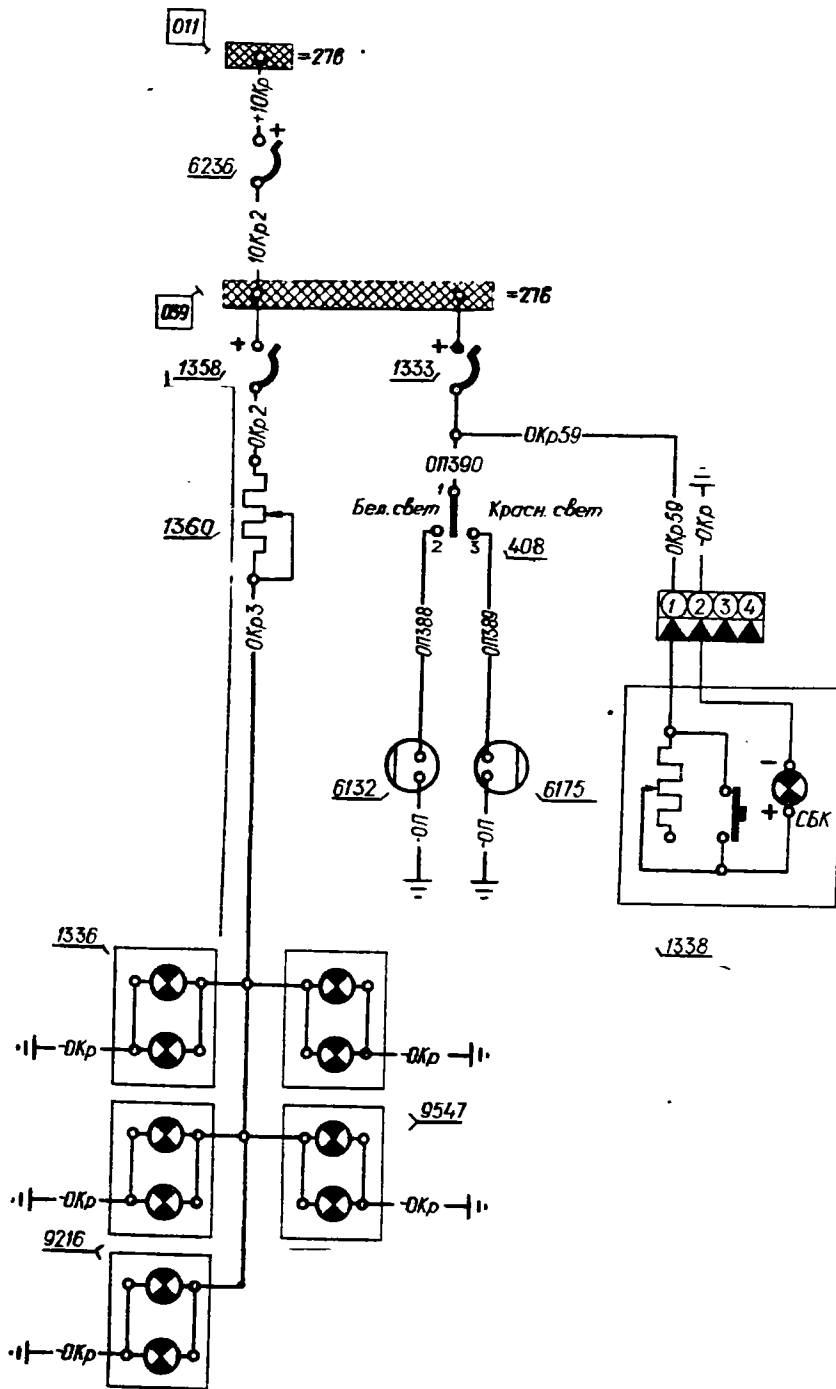 011
=27в
+10Кр
+
6236
10Кр2
059
=27в
+
1358
+
1333
0Кр2
0Кр59
0П390
1
Бел. свет
Красн. свет
2
3
408
1360
0Кр59
-0Кр
1 2 3 4
0Кр3
0П388
0П389
6132
6175
-0П
-0П
-
+
СБК
1338
1336
-0Кр
-0Кр
9547
-0Кр
-0Кр
9216
-0Кр